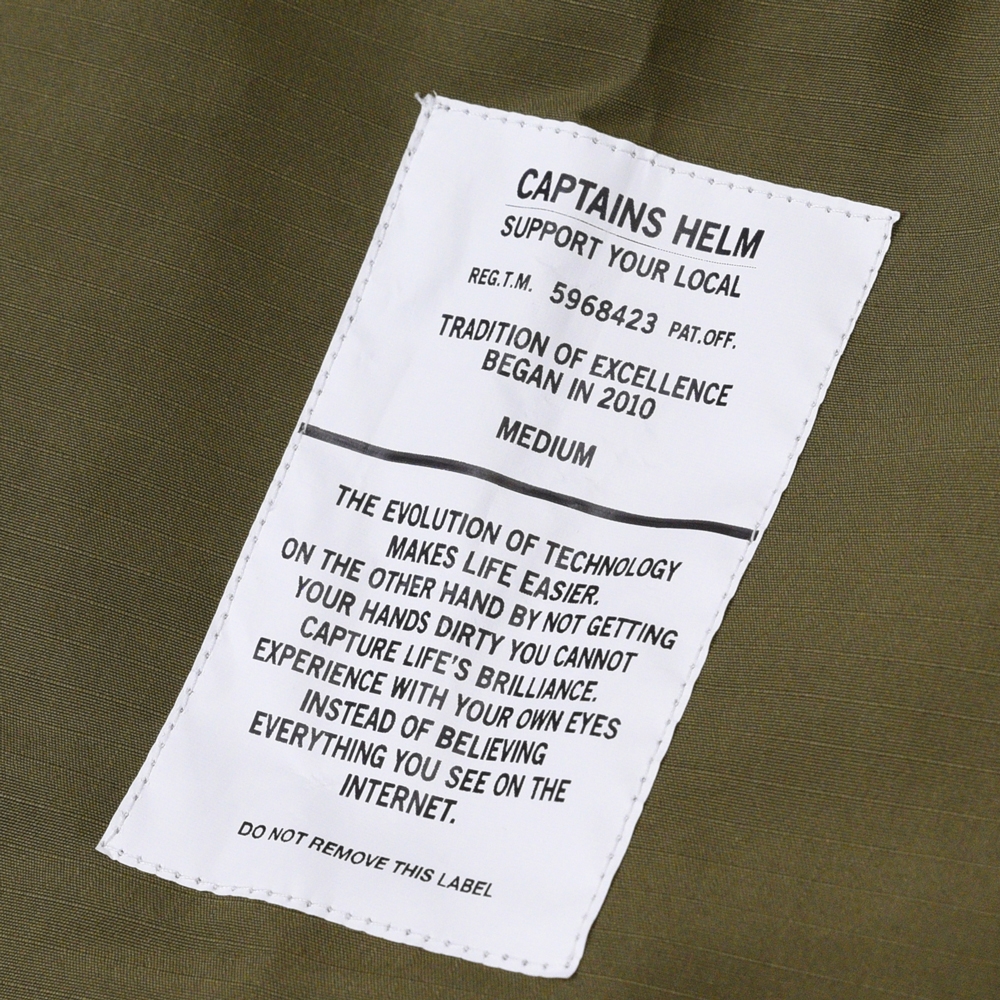 CAPTAINS HELM
SUPPORT YOUR LOCAL
REG.T.M. 5968423 PAT.OFF.
TRADITION OF EXCELLENCE
BEGAN IN 2010
MEDIUM
THE EVOLUTION OF TECHNOLOGY
MAKES LIFE EASIER.
ON THE OTHER HAND BY NOT GETTING
YOUR HANDS DIRTY YOU CANNOT
CAPTURE LIFE'S BRILLIANCE.
EXPERIENCE WITH YOUR OWN EYES
INSTEAD OF BELIEVING
EVERYTHING YOU SEE ON THE
INTERNET.
DO NOT REMOVE THIS LABEL